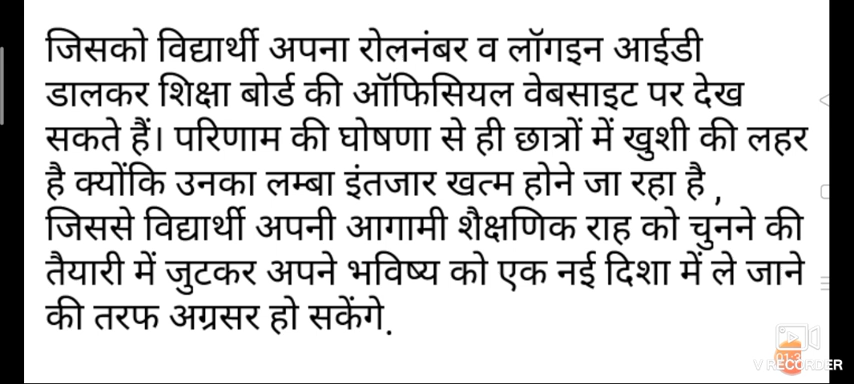 जिसको विद्यार्थी अपना रोलनंबर व लॉगइन आईडी
डालकर शिक्षा बोर्ड की ऑफिसियल वेबसाइट पर देख
सकते हैं। परिणाम की घोषणा से ही छात्रों में खुशी की लहर
है क्योंकि उनका लम्बा इंतजार खत्म होने जा रहा है ,
जिससे विद्यार्थी अपनी आगामी शैक्षणिक राह को चुनने की
तैयारी में जुटकर अपने भविष्य को एक नई दिशा में ले जाने
की तरफ अग्रसर हो सकेंगे.
V RECORDER